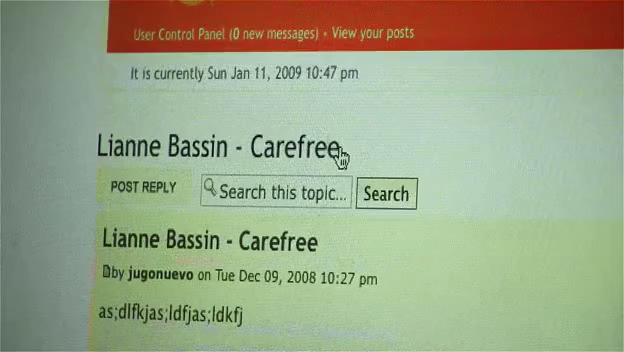 User Control Panel (0 new messages) • View your posts
It is currently Sun Jan 11, 2009 10:47 pm
Lianne Bassin - Carefree
POST REPLY Search this topic... Search
Lianne Bassin - Carefree
by jugonuevo on Tue Dec 09, 2008 10:27 pm
as;dlfkjas;ldfjas;ldkfj